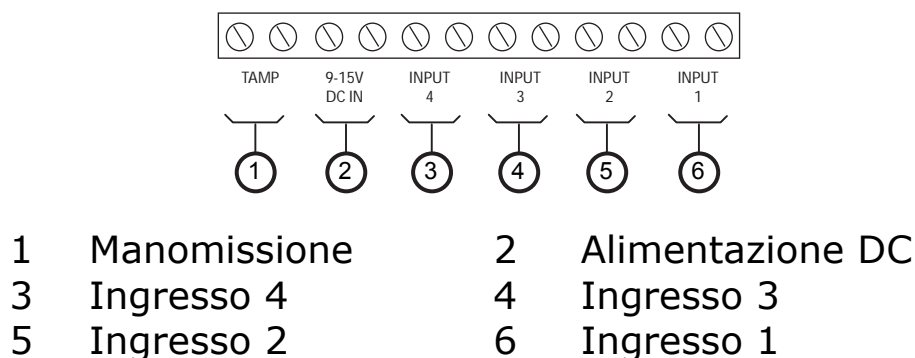 TAMP 9-15V INPUT INPUT INPUT INPUT
DC IN 4 3 2 1
1 2 3 4 5 6
1 Manomissione 2 Alimentazione DC
3 Ingresso 4 4 Ingresso 3
5 Ingresso 2 6 Ingresso 1